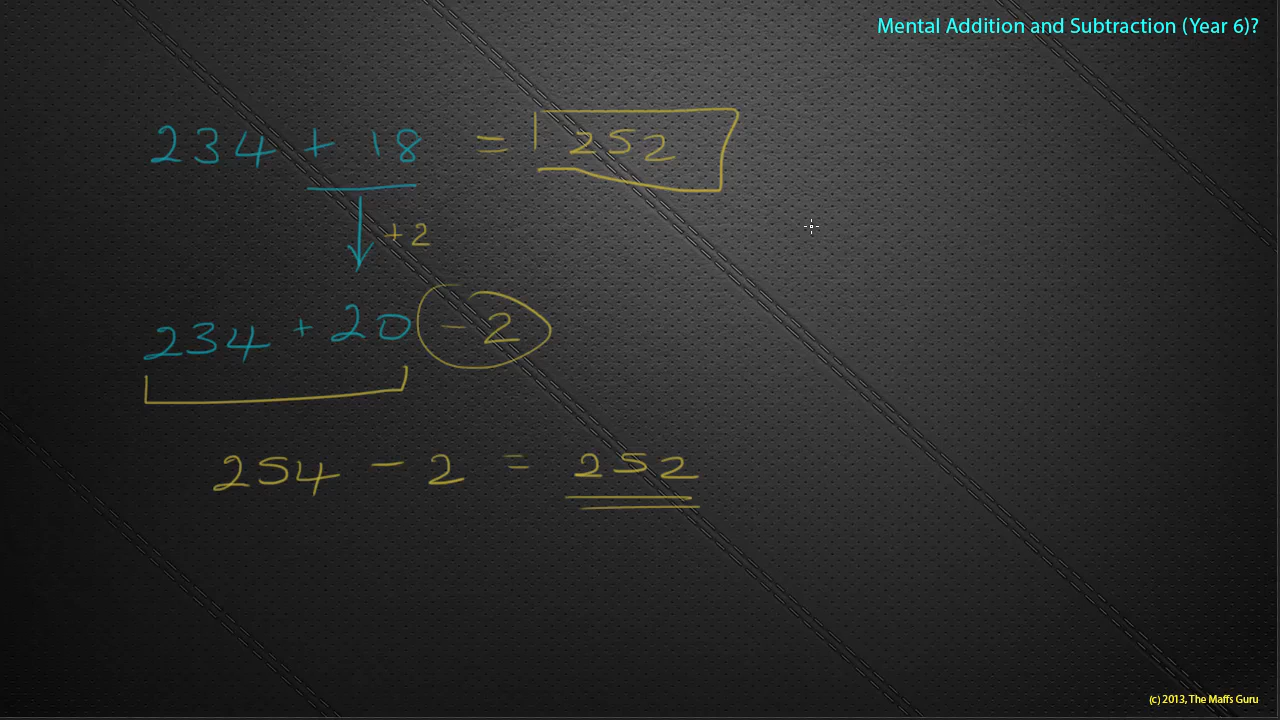 Mental Addition and Subtraction (Year 6)?
234 + 18 = 252
+2
234 + 20 - 2
254 - 2 = 252
(c) 2013, The Maffs Guru